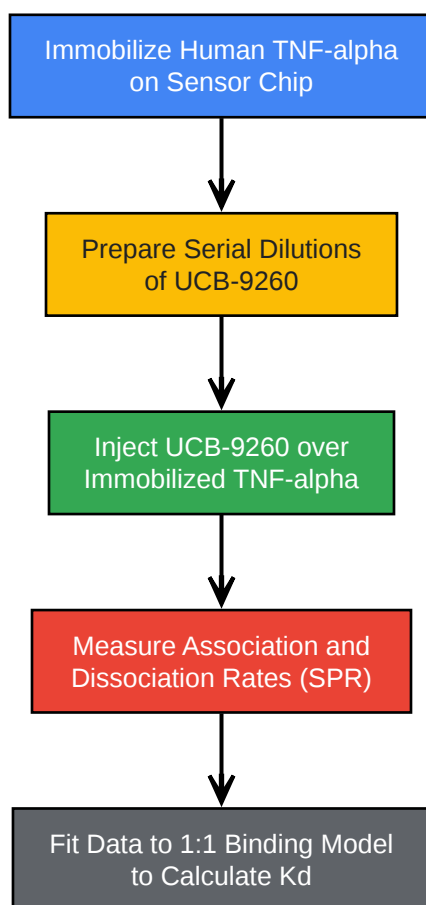 Immobilize Human TNF-alpha
on Sensor Chip
Prepare Serial Dilutions
of UCB-9260
Inject UCB-9260 over
Immobilized TNF-alpha
Measure Association and
Dissociation Rates (SPR)
Fit Data to 1:1 Binding Model
to Calculate Kd